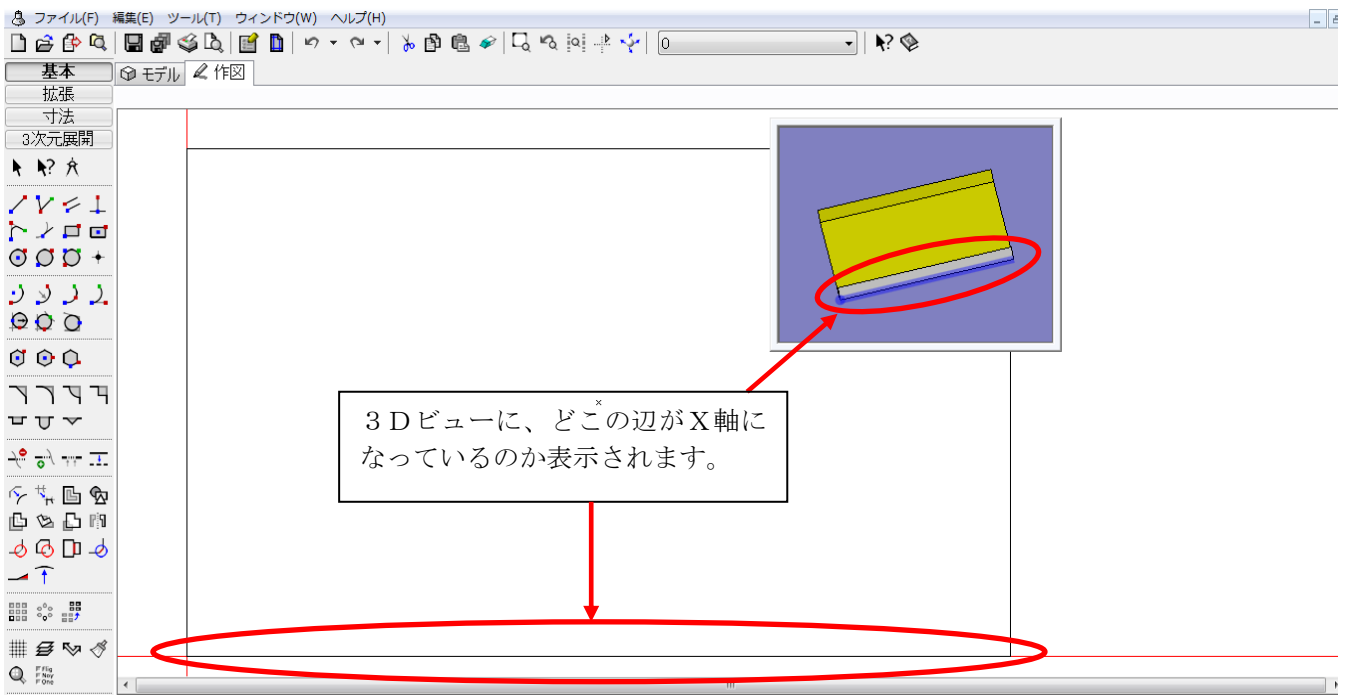 ファイル(F) 編集(E) ツール(T) ウィンドウ(W) ヘルプ(H)
0
基本
モデル 作図
拡張
寸法
3次元展開
３Ｄビューに、どこの辺がＸ軸に
なっているのか表示されます。